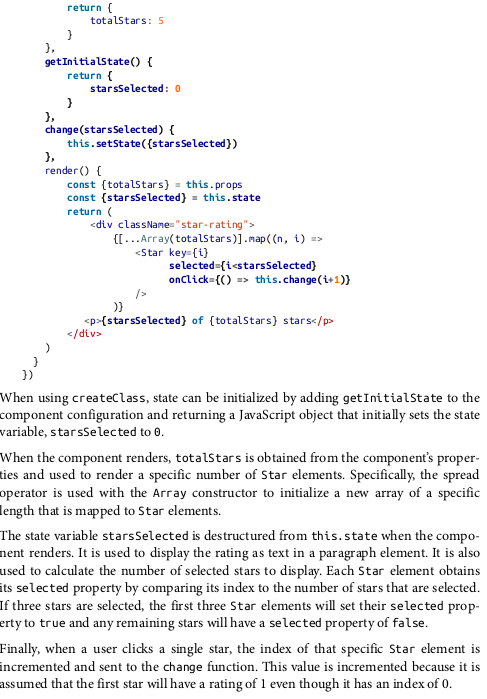 return {
totalStars: 5
}
},
getInitialState() {
return {
starsSelected: 0
}
},
change(starsSelected) {
this.setState({starsSelected})
},
render() {
const {totalStars} = this.props
const {starsSelected} = this.state
return (
<div className="star-rating">
{[...Array(totalStars)].map((n, i) =>
<Star key={i}
selected={i<starsSelected}
onClick={() => this.change(i+1)}
/>
)}
<p>{starsSelected} of {totalStars} stars</p>
</div>
)
}
})
When using createClass, state can be initialized by adding getInitialState to the
component configuration and returning a JavaScript object that initially sets the state
variable, starsSelected to 0.
When the component renders, totalStars is obtained from the component's proper-
ties and used to render a specific number of Star elements. Specifically, the spread
operator is used with the Array constructor to initialize a new array of a specific
length that is mapped to Star elements.
The state variable starsSelected is destructured from this.state when the compo-
nent renders. It is used to display the rating as text in a paragraph element. It is also
used to calculate the number of selected stars to display. Each Star element obtains
its selected property by comparing its index to the number of stars that are selected.
If three stars are selected, the first three Star elements will set their selected prop-
erty to true and any remaining stars will have a selected property of false.
Finally, when a user clicks a single star, the index of that specific Star element is
incremented and sent to the change function. This value is incremented because it is
assumed that the first star will have a rating of 1 even though it has an index of 0.